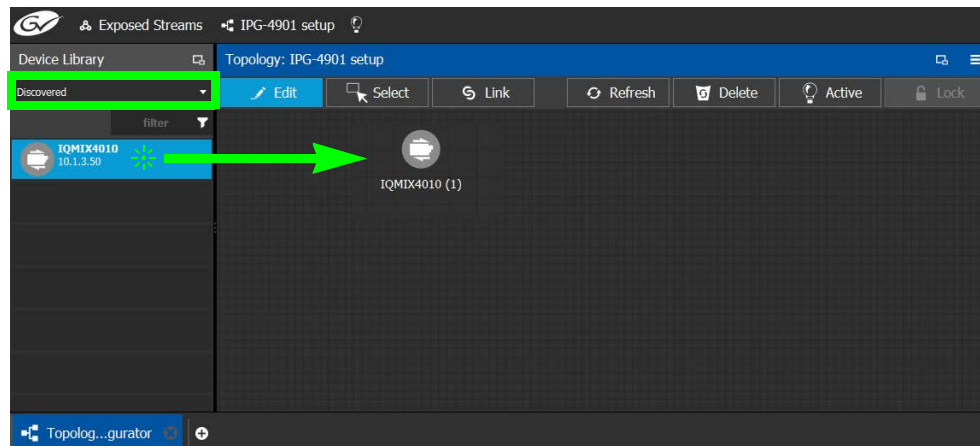 GV Exposed Streams IPG-4901 setup
Device Library
Topology: IPG-4901 setup
Discovered
Edit Select Link Refresh Delete Active Lock
filter
IQMIX4010
10.1.3.50
IQMIX4010 (1)
Topolog...gurator